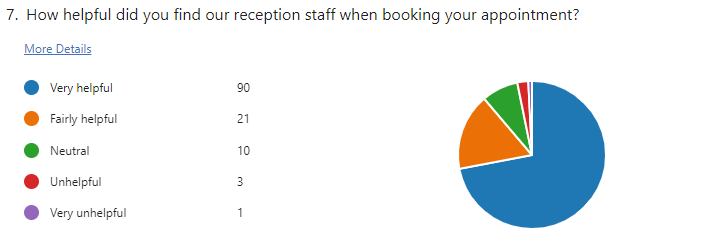 7. How helpful did you find our reception staff when booking your appointment?
More Details
Very helpful 90
Fairly helpful 21
Neutral 10
Unhelpful 3
Very unhelpful 1